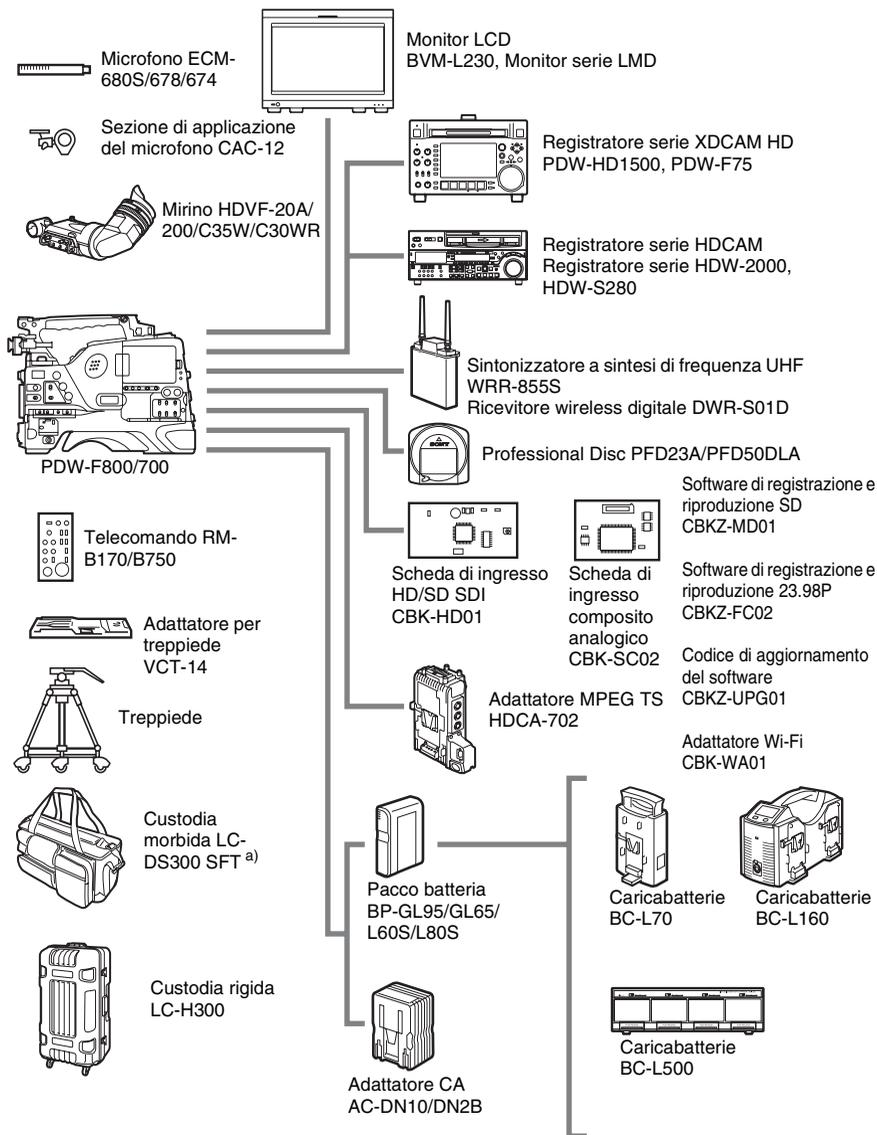 Microfono ECM-
680S/678/674
Sezione di applicazione
del microfono CAC-12
Mirino HDVF-20A/
200/C35W/C30WR
PDW-F800/700
Telecomando RM-
B170/B750
Adattatore per
treppiede
VCT-14
Treppiede
Custodia
morbida LC-
DS300 SFT a)
Custodia rigida
LC-H300
Monitor LCD
BVM-L230, Monitor serie LMD
Registratore serie XDCAM HD
PDW-HD1500, PDW-F75
Registratore serie HDCAM
Registratore serie HDW-2000,
HDW-S280
Sintonizzatore a sintesi di frequenza UHF
WRR-855S
Ricevitore wireless digitale DWR-S01D
SONY
Professional Disc PFD23A/PFD50DLA
Scheda di ingresso
HD/SD SDI
CBK-HD01
Scheda di
ingresso
composito
analogico
CBK-SC02
Software di registrazione e
riproduzione SD
CBKZ-MD01
Software di registrazione e
riproduzione 23.98P
CBKZ-FC02
Codice di aggiornamento
del software
CBKZ-UPG01
Adattatore Wi-Fi
CBK-WA01
Adattatore MPEG TS
HDCA-702
Pacco batteria
BP-GL95/GL65/
L60S/L80S
Adattatore CA
AC-DN10/DN2B
Caricabatterie
BC-L70
Caricabatterie
BC-L160
Caricabatterie
BC-L500